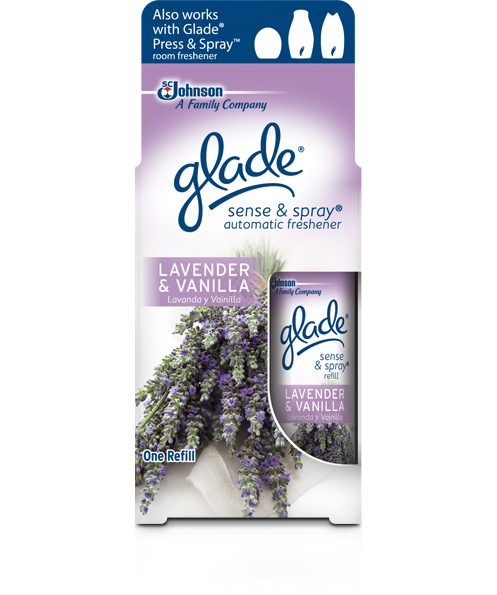 Also works
with Glade®
Press & Spray™
room freshener
SC Johnson
A Family Company
glade®
sense & spray®
automatic freshener
LAVENDER
& VANILLA
Lavanda y Vainilla
One Refill
Johnson
A Family Company
glade®
sense
& spray®
refill
LAVENDER
& VANILLA
Lavanda y Vainilla